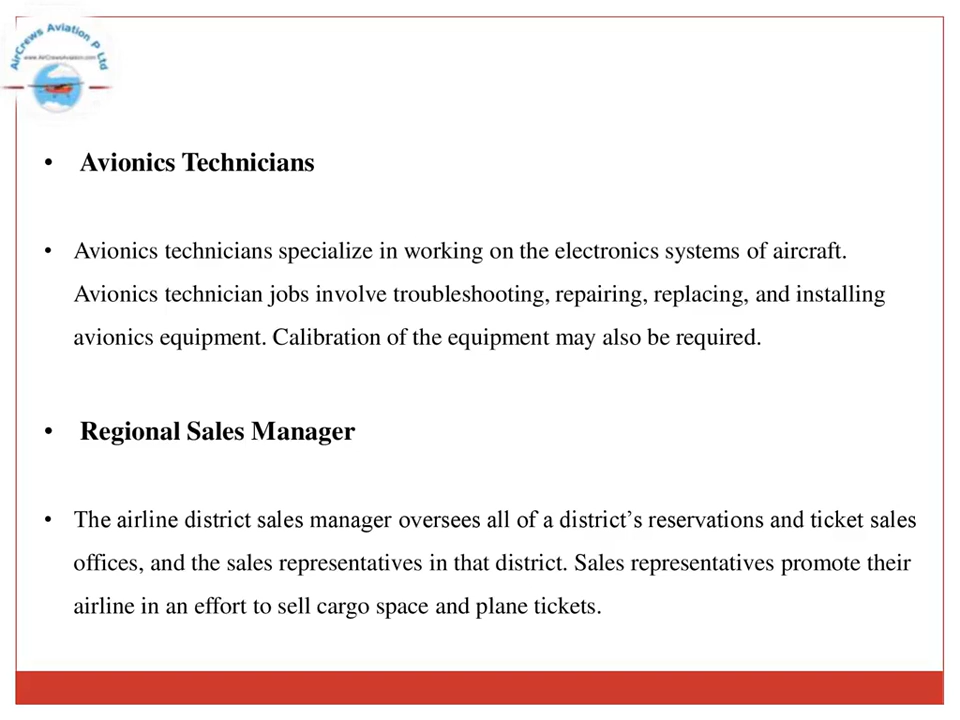 AirCrews Aviation P Ltd
www.AirCrewsAviation.com
• Avionics Technicians
• Avionics technicians specialize in working on the electronics systems of aircraft.
Avionics technician jobs involve troubleshooting, repairing, replacing, and installing
avionics equipment. Calibration of the equipment may also be required.
• Regional Sales Manager
• The airline district sales manager oversees all of a district’s reservations and ticket sales
offices, and the sales representatives in that district. Sales representatives promote their
airline in an effort to sell cargo space and plane tickets.